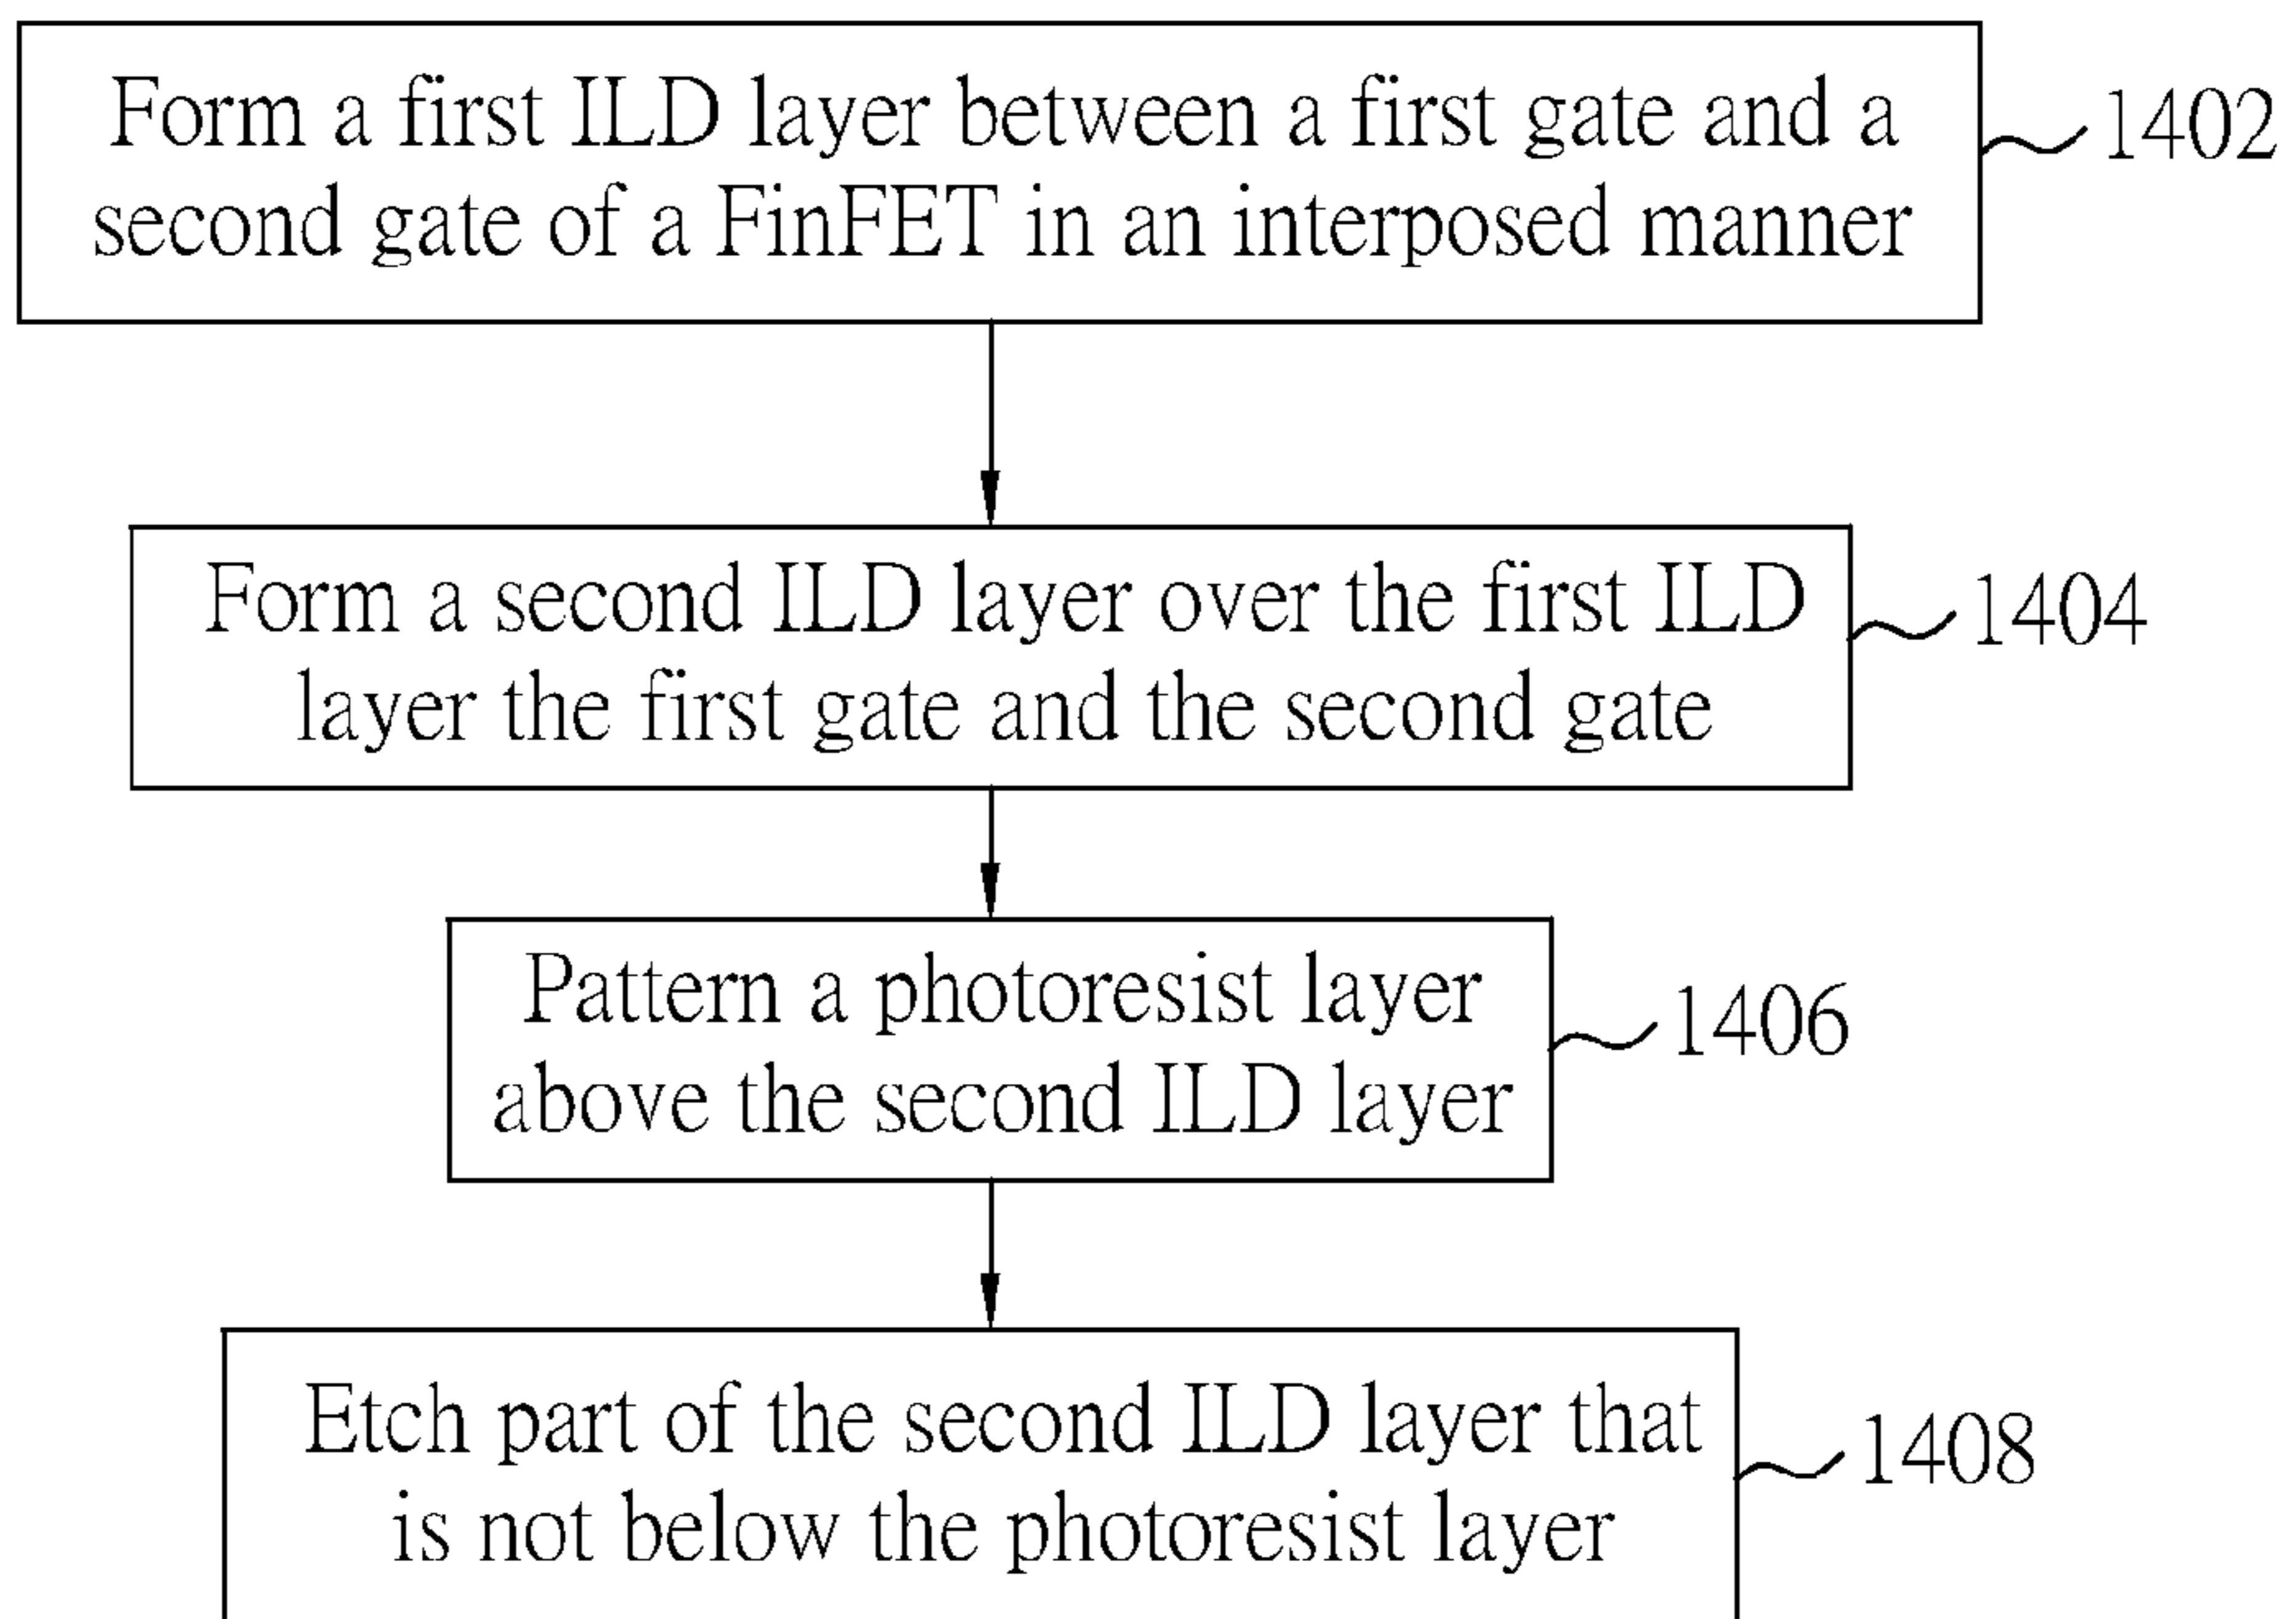 Form a first ILD layer between a first gate and a
second gate of a FinFET in an interposed manner
1402
Form a second ILD layer over the first ILD
layer the first gate and the second gate
1404
Pattern a photoresist layer
above the second ILD layer
1406
Etch part of the second ILD layer that
is not below the photoresist layer
1408